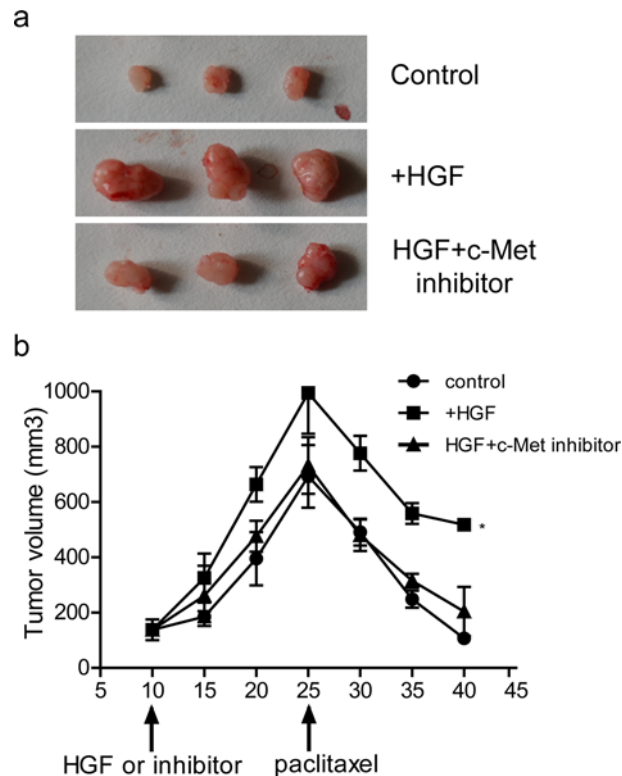 a
Control
+HGF
HGF+c-Met
inhibitor
b
Tumor volume (mm3)
1000
800
600
400
200
0
control
+HGF
HGF+c-Met inhibitor
*
5 10 15 20 25 30 35 40 45
HGF or inhibitor
paclitaxel